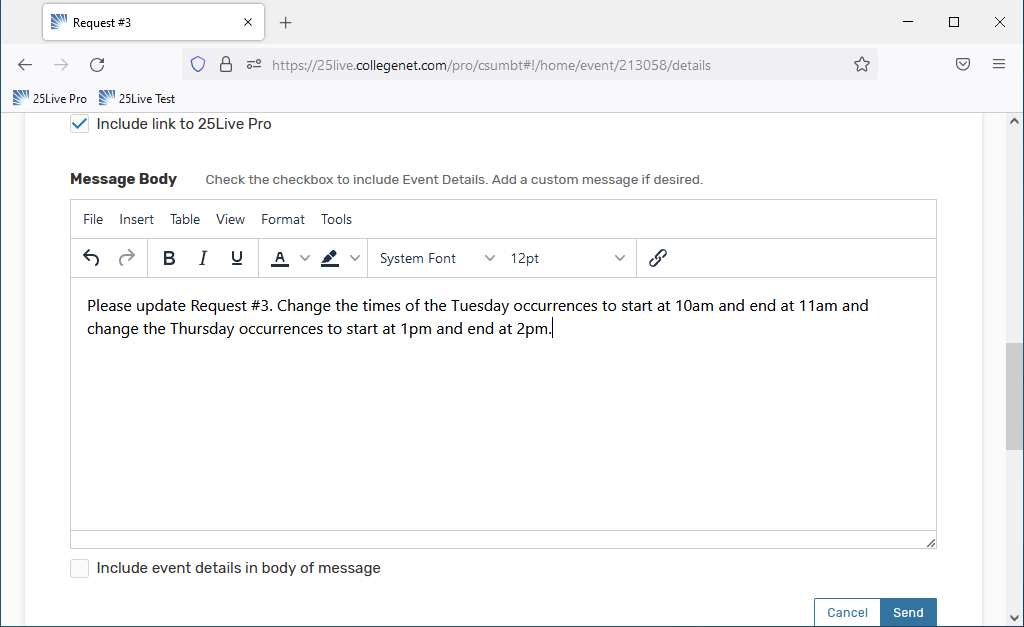 Request #3
https://25live.collegenet.com/pro/csumbt#!/home/event/213058/details
25Live Pro 25Live Test
Include link to 25Live Pro
Message Body Check the checkbox to include Event Details. Add a custom message if desired.
File Insert Table View Format Tools
B I U A System Font 12pt
Please update Request #3. Change the times of the Tuesday occurrences to start at 10am and end at 11am and
change the Thursday occurrences to start at 1pm and end at 2pm.
Include event details in body of message
Cancel Send